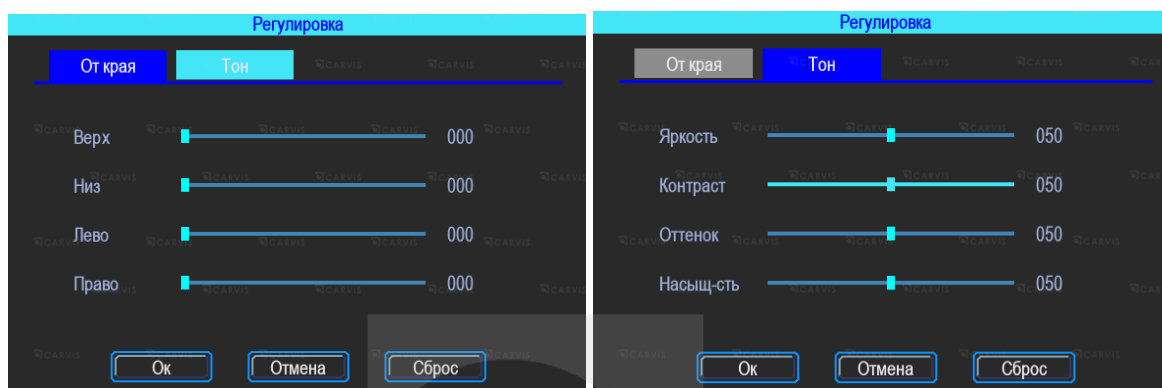 Регулировка
От края Тон
Верх 000
Низ 000
Лево 000
Право 000
Ок Отмена Сброс
Регулировка
От края Тон
Яркость 050
Контраст 050
Оттенок 050
Насыщ-сть 050
Ок Отмена Сброс
CARVIS